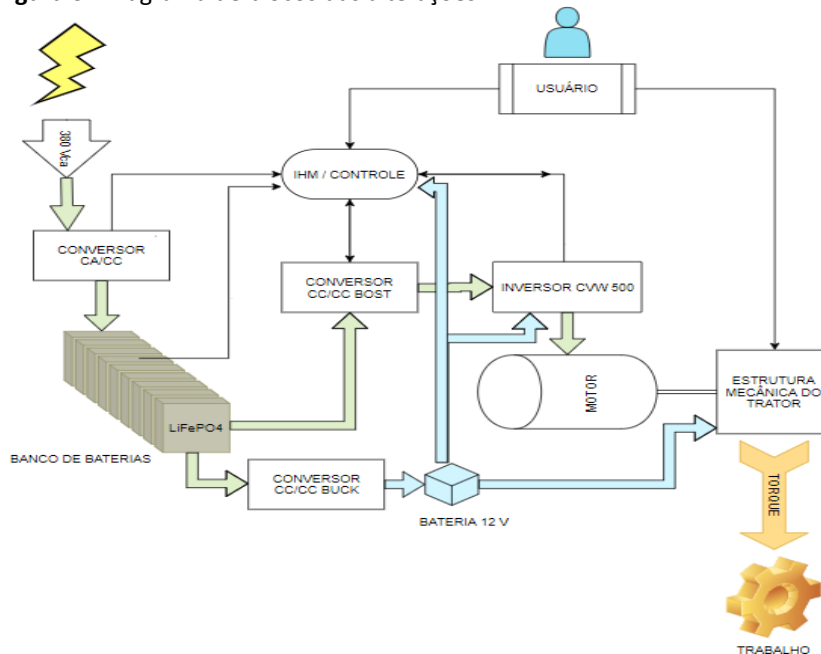 USUÁRIO
380 Vca
IHM / CONTROLE
CONVERSOR
CA/CC
CONVERSOR
CC/CC BOST
INVERSOR CVW 500
MOTOR
ESTRUTURA
MECÂNICA DO
TRATOR
LiFePO4
BANCO DE BATERIAS
CONVERSOR
CC/CC BUCK
BATERIA 12 V
TORQUE
TRABALHO